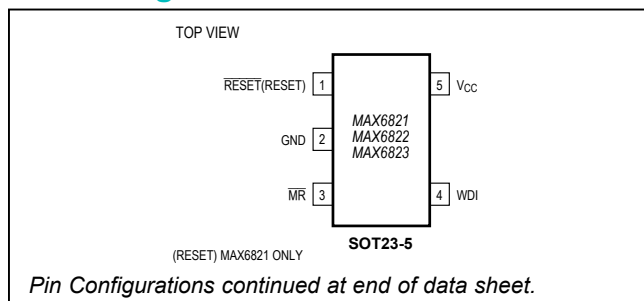 TOP VIEW
RESET(RESET) 1
5 VCC
MAX6821
MAX6822
MAX6823
GND 2
MR 3
4 WDI
SOT23-5
(RESET) MAX6821 ONLY
Pin Configurations continued at end of data sheet.